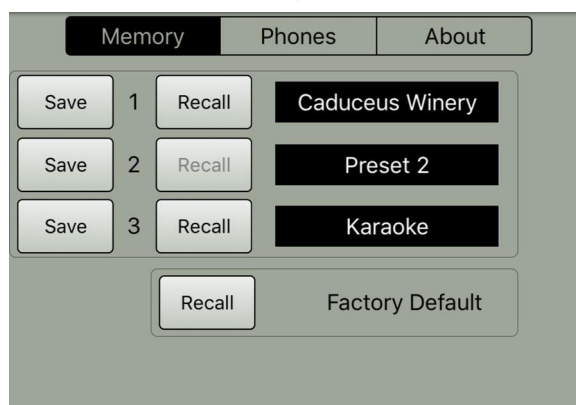 Memory Phones About
Save 1 Recall Caduceus Winery
Save 2 Recall Preset 2
Save 3 Recall Karaoke
Recall Factory Default